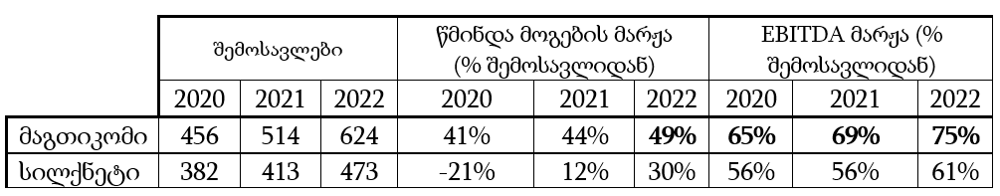 შემოსავლები წმინდა მოგების მარჟა (% შემოსავლიდან) EBITDA მარჟა (% შემოსავლიდან)
2020 2021 2022 2020 2021 2022 2020 2021 2022
მაგთიკომი 456 514 624 41% 44% 49% 65% 69% 75%
სილქნეტი 382 413 473 -21% 12% 30% 56% 56% 61%